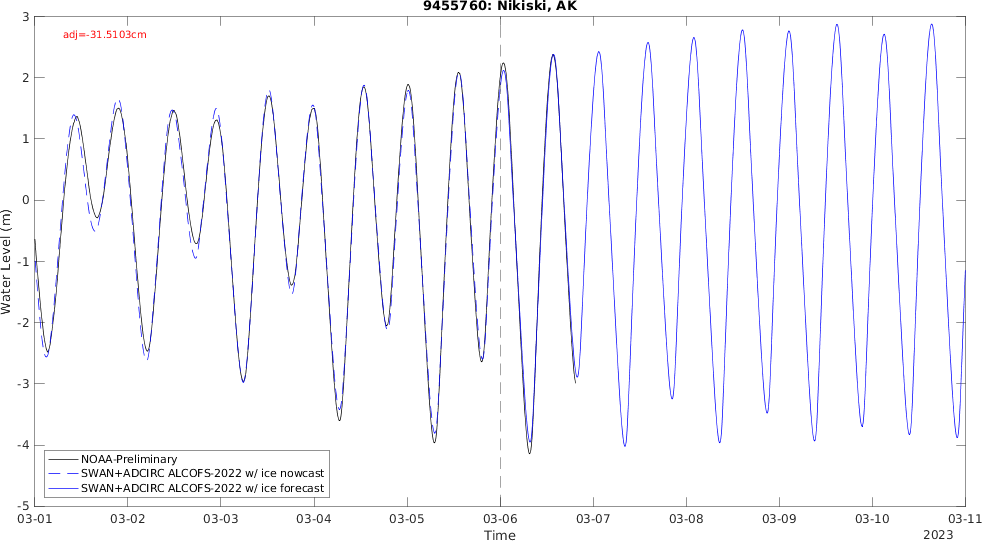 9455760: Nikiski, AK
adj=-31.5103cm
Water Level (m)
3
2
1
0
-1
-2
-3
-4
-5
NOAA-Preliminary
SWAN+ADCIRC ALCOFS-2022 w/ ice nowcast
SWAN+ADCIRC ALCOFS-2022 w/ ice forecast
03-01 03-02 03-03 03-04 03-05 03-06 03-07 03-08 03-09 03-10 03-11
Time
2023